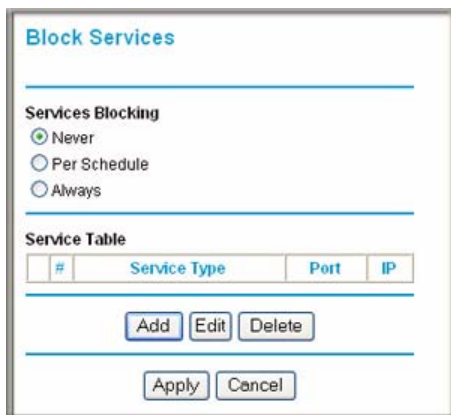 Block Services
Services Blocking
Never
Per Schedule
Always
Service Table
# Service Type Port IP
Add Edit Delete
Apply Cancel